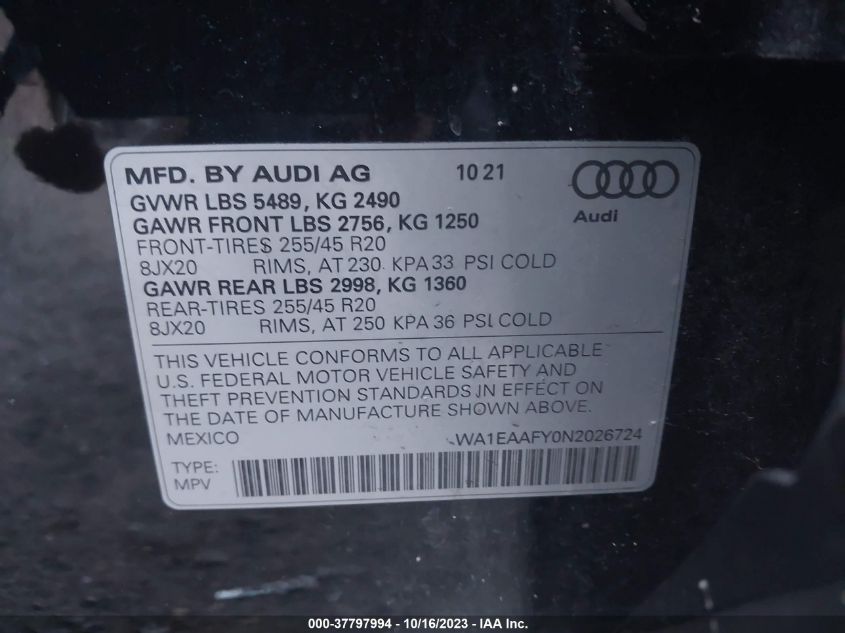 MFD. BY AUDI AG 10 21
GVWR LBS 5489, KG 2490
GAWR FRONT LBS 2756, KG 1250
Audi
FRONT-TIRES 255/45 R20
8JX20 RIMS, AT 230 KPA 33 PSI COLD
GAWR REAR LBS 2998, KG 1360
REAR-TIRES 255/45 R20
8JX20 RIMS, AT 250 KPA 36 PSI COLD
THIS VEHICLE CONFORMS TO ALL APPLICABLE
U.S. FEDERAL MOTOR VEHICLE SAFETY AND
THEFT PREVENTION STANDARDS IN EFFECT ON
THE DATE OF MANUFACTURE SHOWN ABOVE.
MEXICO WA1EAAFY0N2026724
TYPE:
MPV
000-37797994 - 10/16/2023 - IAA Inc.